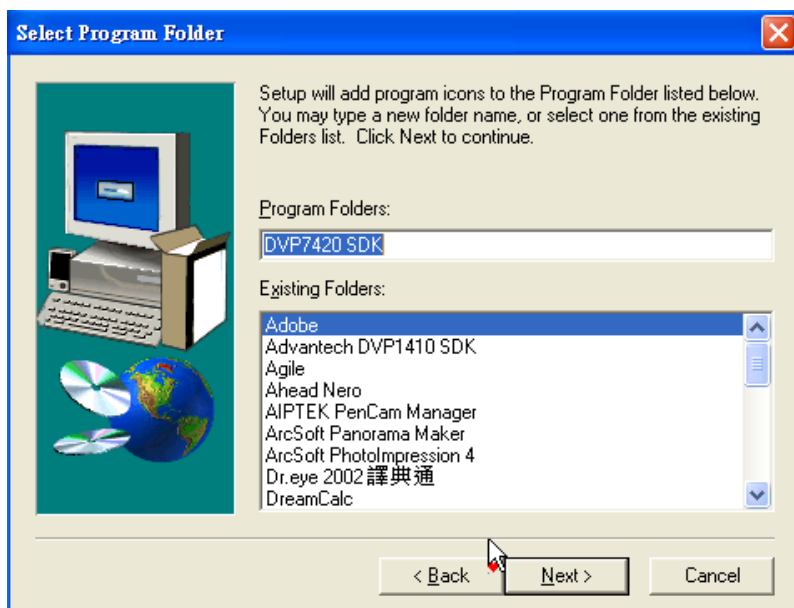 Select Program Folder
Setup will add program icons to the Program Folder listed below.
You may type a new folder name, or select one from the existing
Folders list.  Click Next to continue.
Program Folders:
DVP7420 SDK
Existing Folders:
Adobe
Advantech DVP1410 SDK
Agile
Ahead Nero
AIPTEK PenCam Manager
ArcSoft Panorama Maker
ArcSoft PhotoImpression 4
Dr.eye 2002 譯典通
DreamCalc
< Back
Next >
Cancel